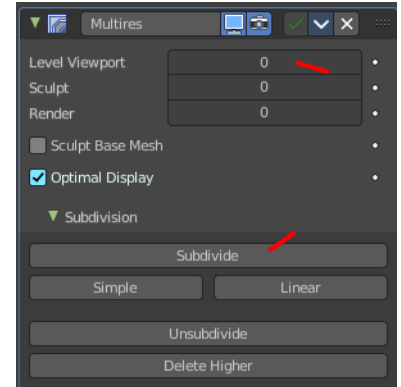 Multires
Level Viewport 0
Sculpt 0
Render 0
Sculpt Base Mesh
Optimal Display
Subdivision
Subdivide
Simple Linear
Unsubdivide
Delete Higher